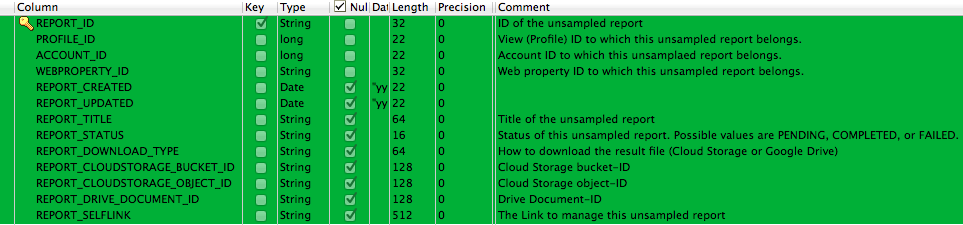 Column Key Type Nul Dat Length Precision Comment
REPORT_ID String 32 0 ID of the unsampled report
PROFILE_ID long 22 0 View (Profile) ID to which this unsampled report belongs.
ACCOUNT_ID long 22 0 Account ID to which this unsamplaed report belongs.
WEBPROPERTY_ID String 32 0 Web property ID to which this unsampled report belongs.
REPORT_CREATED Date "yy 22 0
REPORT_UPDATED Date "yy 22 0
REPORT_TITLE String 64 0 Title of the unsampled report
REPORT_STATUS String 16 0 Status of this unsampled report. Possible values are PENDING, COMPLETED, or FAILED.
REPORT_DOWNLOAD_TYPE String 64 0 How to download the result file (Cloud Storage or Google Drive)
REPORT_CLOUDSTORAGE_BUCKET_ID String 128 0 Cloud Storage bucket-ID
REPORT_CLOUDSTORAGE_OBJECT_ID String 128 0 Cloud Storage object-ID
REPORT_DRIVE_DOCUMENT_ID String 128 0 Drive Document-ID
REPORT_SELFLINK String 512 0 The Link to manage this unsampled report